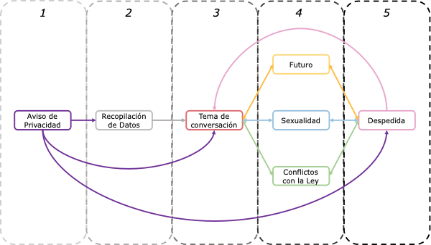 1
2
3
4
5
Aviso de
Privacidad
Recopilación
de Datos
Tema de
conversación
Futuro
Sexualidad
Conflictos
con la Ley
Despedida